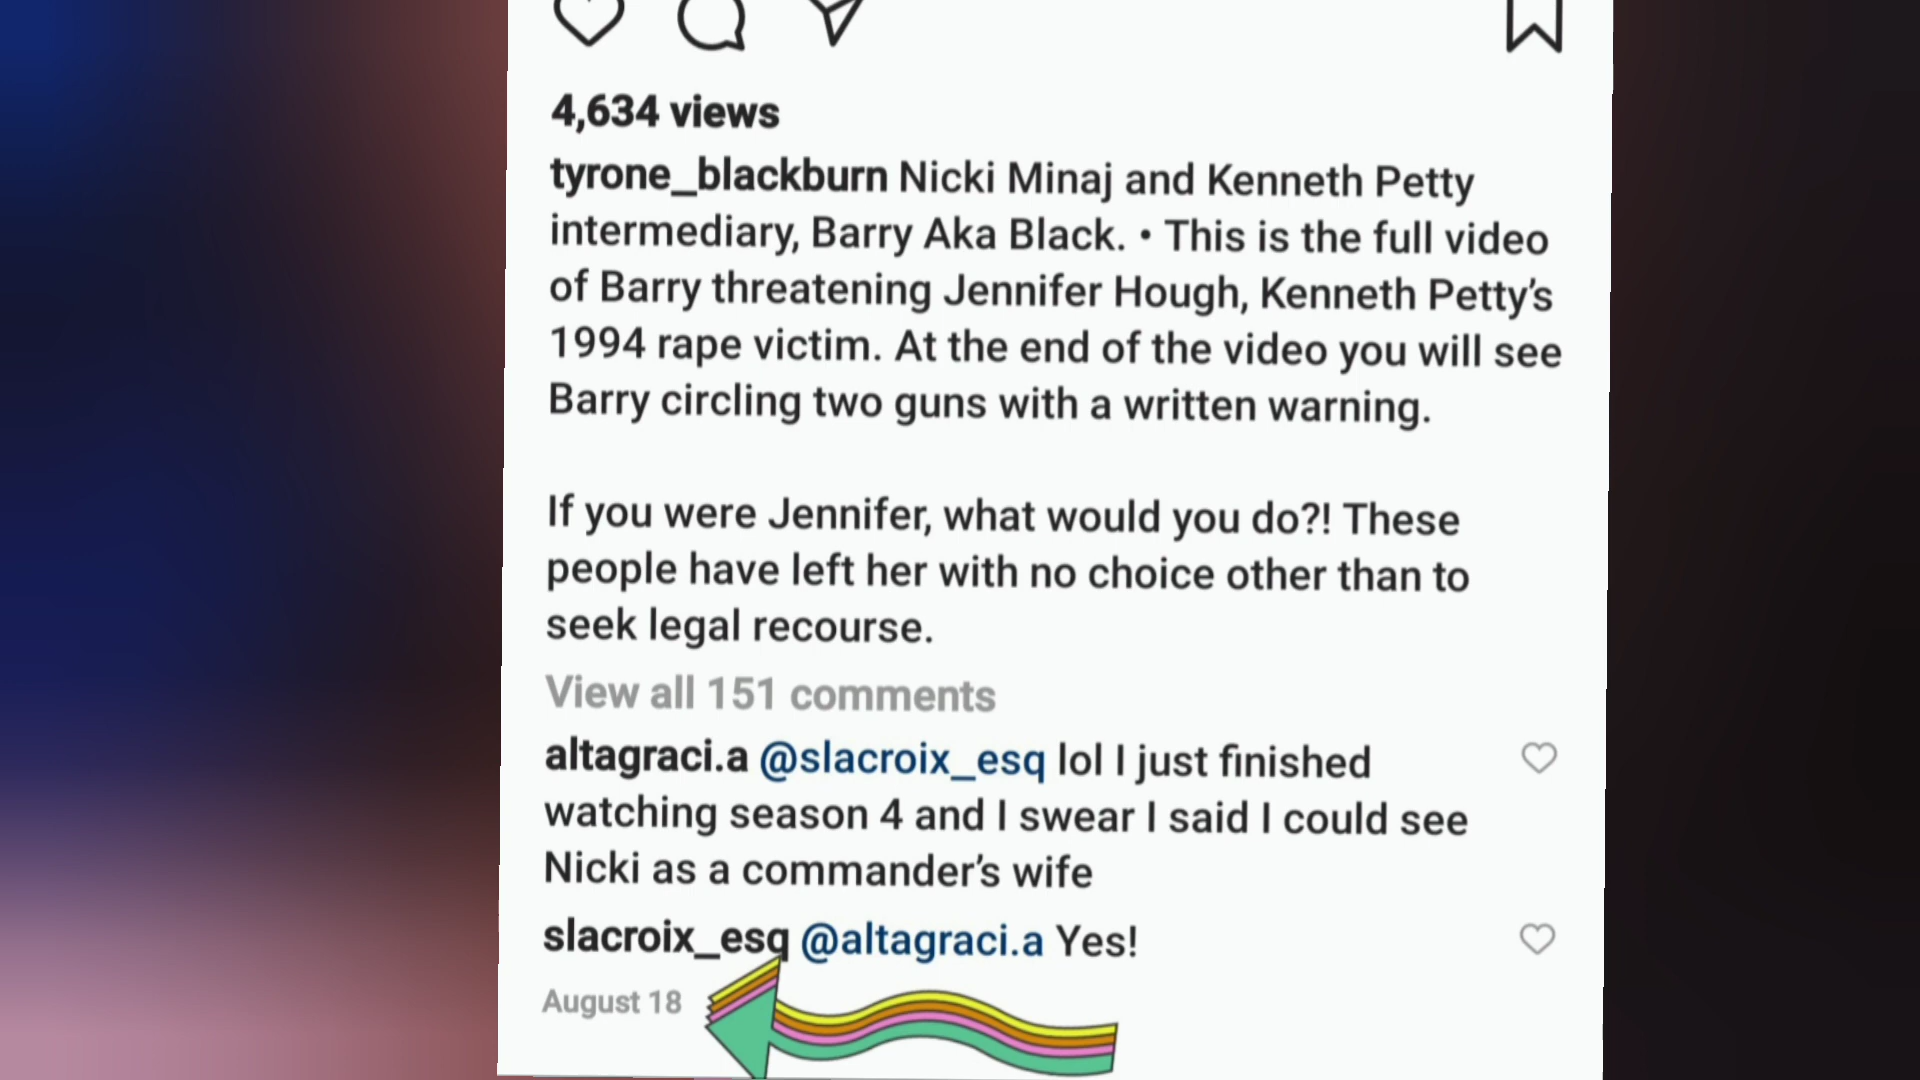 4,634 views
tyrone_blackburn Nicki Minaj and Kenneth Petty
intermediary, Barry Aka Black. • This is the full video
of Barry threatening Jennifer Hough, Kenneth Petty's
1994 rape victim. At the end of the video you will see
Barry circling two guns with a written warning.
If you were Jennifer, what would you do?! These
people have left her with no choice other than to
seek legal recourse.
View all 151 comments
altagraci.a @slacroix_esq lol I just finished
watching season 4 and I swear I said I could see
Nicki as a commander's wife
slacroix_esq @altagraci.a Yes!
August 18